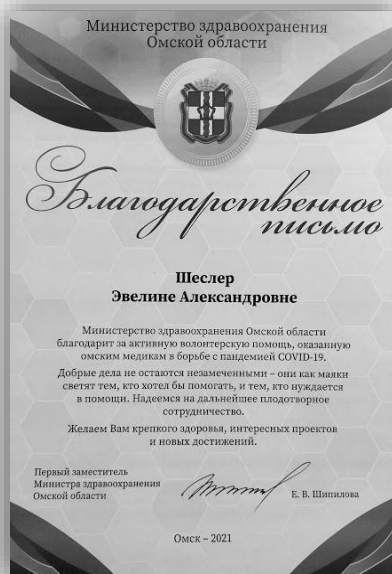 Министерство здравоохранения
Омской области
Благодарственное
письмо
Шеслер
Эвелине Александровне
Министерство здравоохранения Омской области
благодарит за активную волонтерскую помощь, оказанную
омским медикам в борьбе с пандемией COVID-19.
Добрые дела не остаются незамеченными – они как маяки
светят тем, кто хотел бы помогать, и тем, кто нуждается
в помощи. Надеемся на дальнейшее плодотворное
сотрудничество.
Желаем Вам крепкого здоровья, интересных проектов
и новых достижений.
Первый заместитель
Министра здравоохранения
Омской области
Е. В. Шипилова
Омск – 2021